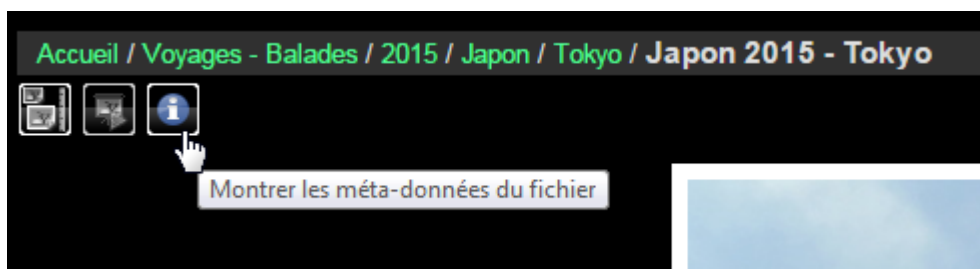 Accueil / Voyages - Balades / 2015 / Japon / Tokyo / Japon 2015 - Tokyo
Montrer les méta-données du fichier